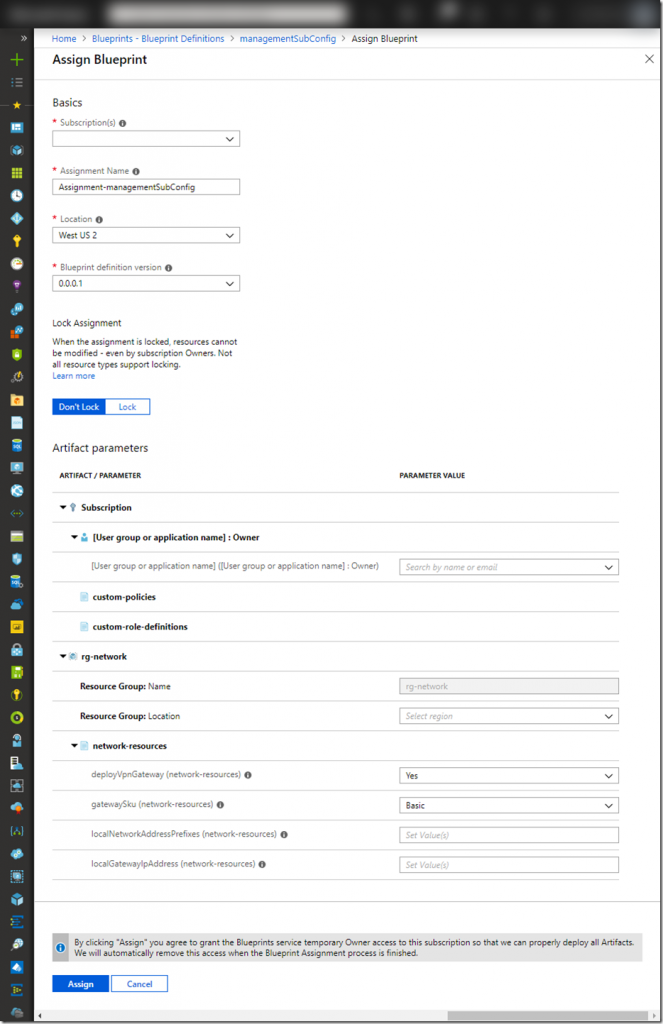 Home > Blueprints - Blueprint Definitions > managementSubConfig > Assign Blueprint
Assign Blueprint
Basics
* Subscription(s)
* Assignment Name
Assignment-managementSubConfig
* Location
West US 2
* Blueprint definition version
0.0.0.1
Lock Assignment
When the assignment is locked, resources cannot
be modified - even by subscription Owners. Not
all resource types support locking.
Learn more
Don't Lock Lock
Artifact parameters
ARTIFACT / PARAMETER PARAMETER VALUE
Subscription
[User group or application name] : Owner
[User group or application name] ([User group or application name] : Owner) Search by name or email
custom-policies
custom-role-definitions
rg-network
Resource Group: Name rg-network
Resource Group: Location Select region
network-resources
deployVpnGateway (network-resources) Yes
gatewaySku (network-resources) Basic
localNetworkAddressPrefixes (network-resources) Set Value(s)
localGatewayIpAddress (network-resources) Set Value(s)
By clicking "Assign" you agree to grant the Blueprints service temporary Owner access to this subscription so that we can properly deploy all Artifacts.
We will automatically remove this access when the Blueprint Assignment process is finished.
Assign Cancel